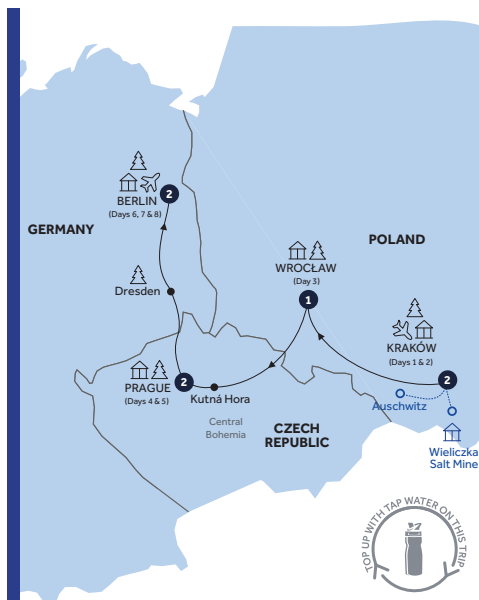 BERLIN
2
(Days 6, 7 & 8)
GERMANY
POLAND
WROCŁAW
(Day 3)
1
Dresden
KRAKÓW
(Days 1 & 2)
2
PRAGUE
2
(Days 4 & 5)
Kutná Hora
Auschwitz
Central
Bohemia
CZECH
REPUBLIC
Wieliczka
Salt Mine
TOP UP WITH TAP WATER ON THIS TRIP